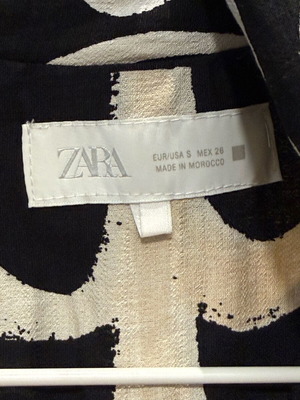 ZARA
EUR/USA S MEX 26
MADE IN MOROCCO